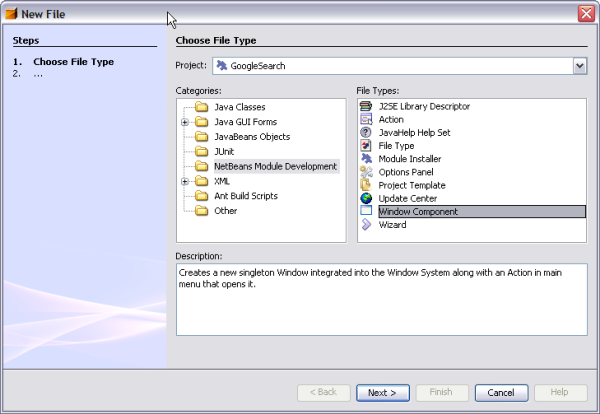 New File
Steps
1. Choose File Type
2. ...
Choose File Type
Project: GoogleSearch
Categories:
Java Classes
Java GUI Forms
JavaBeans Objects
JUnit
NetBeans Module Development
XML
Ant Build Scripts
Other
File Types:
J2SE Library Descriptor
Action
JavaHelp Help Set
File Type
Module Installer
Options Panel
Project Template
Update Center
Window Component
Wizard
Description:
Creates a new singleton Window integrated into the Window System along with an Action in main
menu that opens it.
< Back Next > Finish Cancel Help